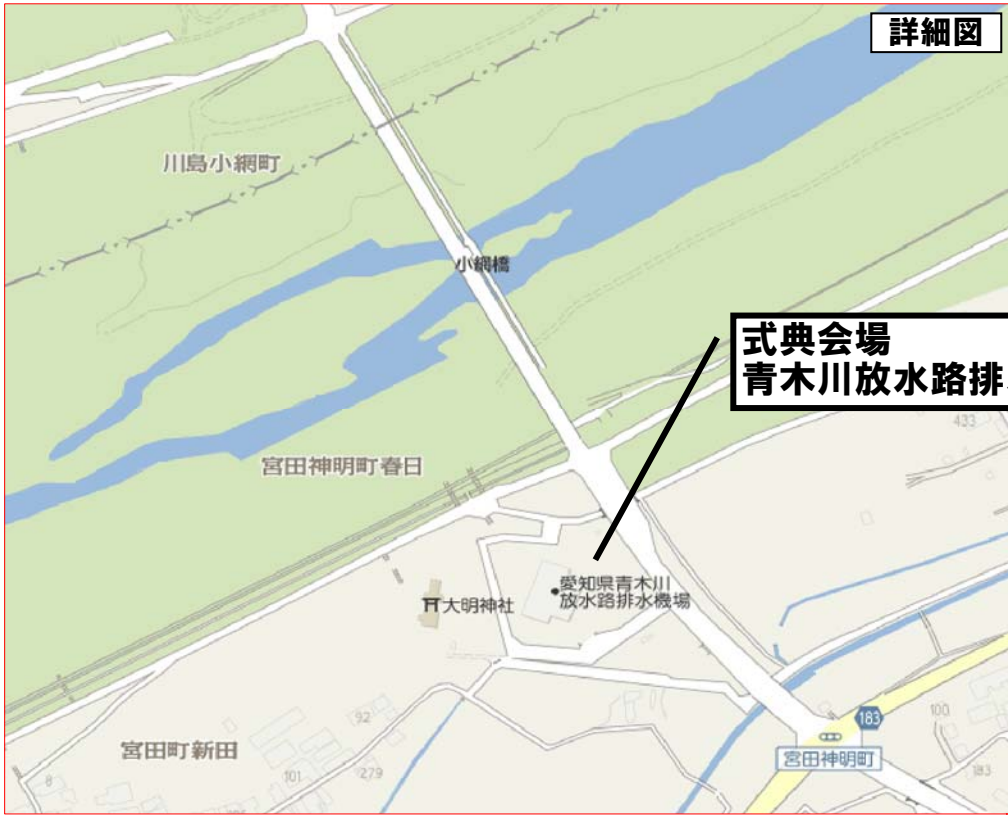 詳細図
川島小網町
小網橋
式典会場
青木川放水路排
433
宮田神明町春日
愛知県青木川
放水路排水機場
大明神社
183
100
92
宮田町新田
宮田神明町
8
101
279
183